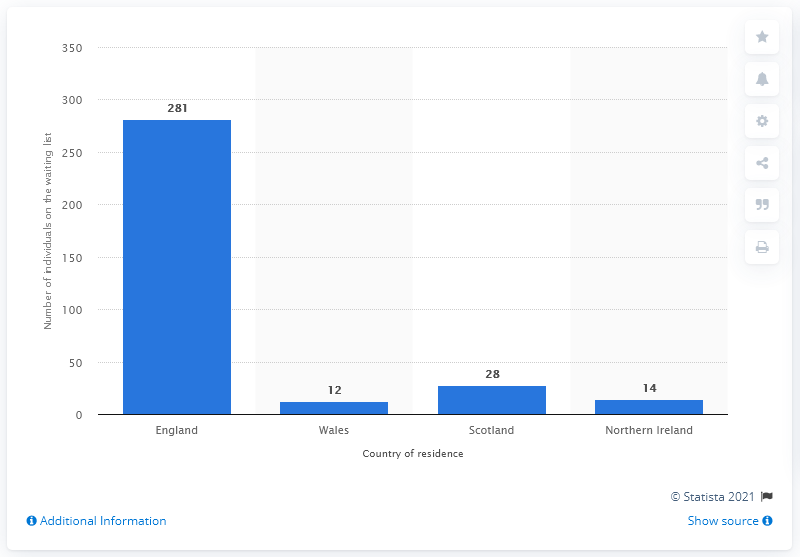 350
300
250
200
150
100
50
0
Number of individuals on the waiting list
281
12
28
14
England
Wales
Scotland
Northern Ireland
Country of residence
© Statista 2021
Additional Information
Show source